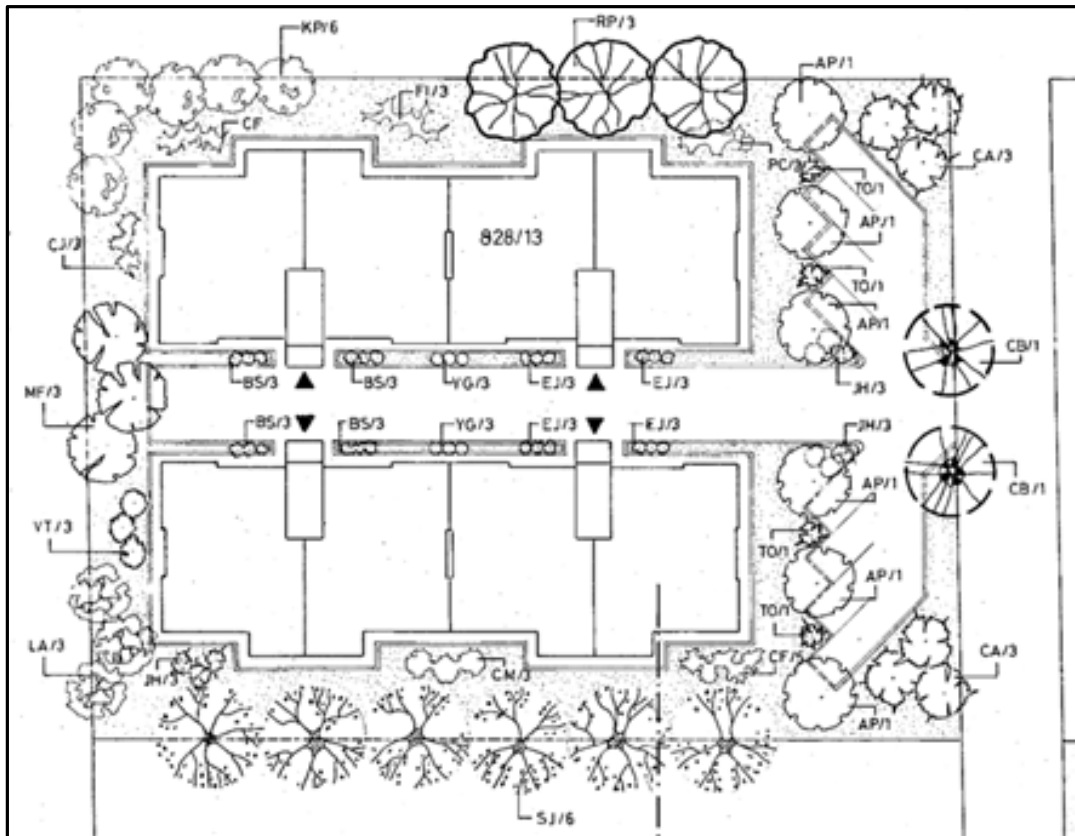 KP/6
RP/3
AP/1
FI/3
CF
CA/3
PC/3
TO/1
828/13
AP/1
CJ/3
TO/1
AP/1
CB/1
BS/3
BS/3
YG/3
EJ/3
EJ/3
JH/3
MF/3
BS/3
BS/3
YG/3
EJ/3
EJ/3
JH/3
AP/1
CB/1
VT/3
TO/1
AP/1
TO/1
LA/3
JH/3
CM/3
CF/5
CA/3
AP/1
SJ/6